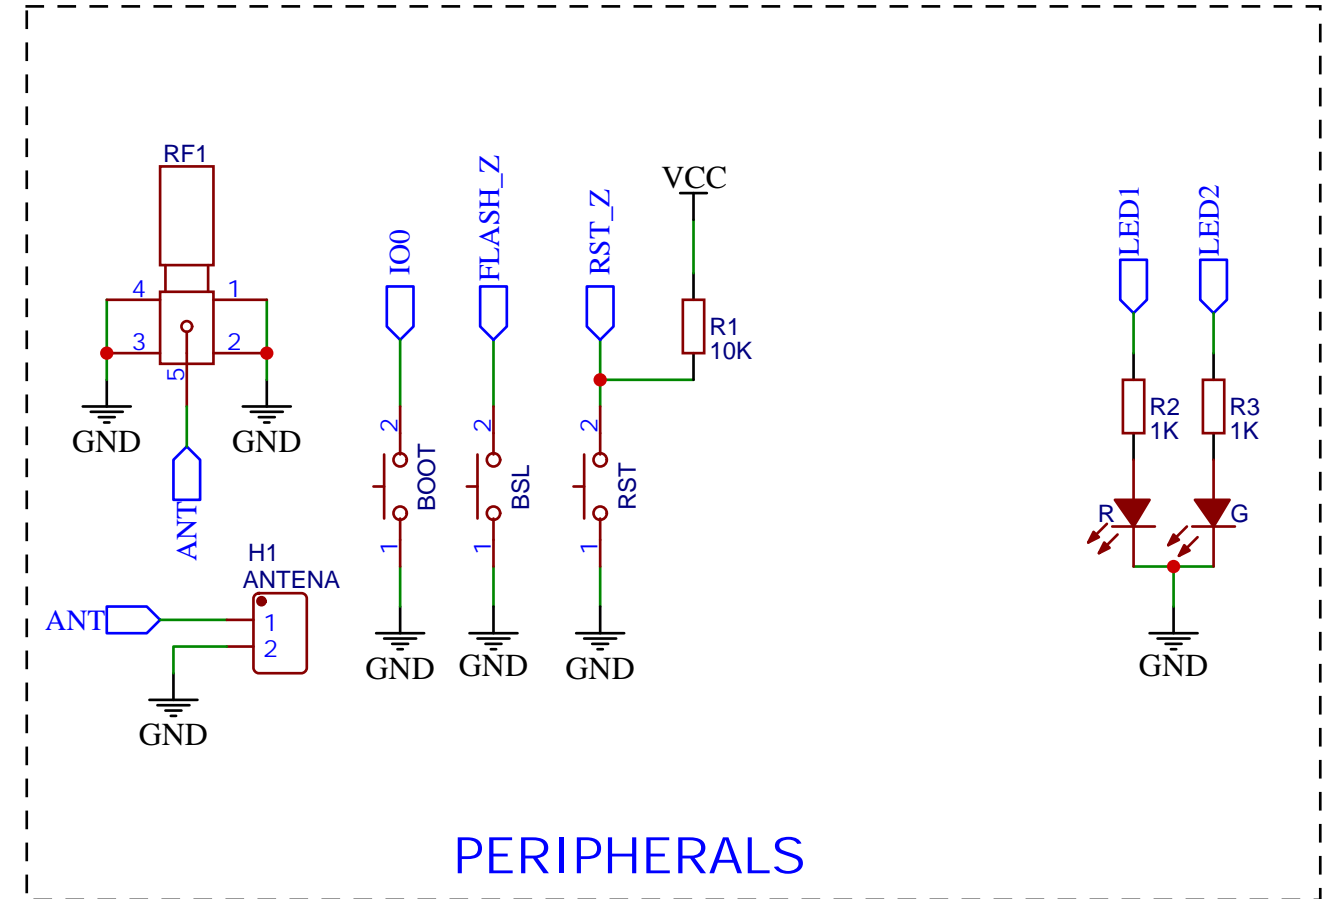 RF1
4
1
3
2
5
GND
GND
ANT
H1
ANTENA
ANT
1
2
GND
IO0
2
BOOT
1
GND
FLASH_Z
2
BSL
1
GND
RST_Z
2
RST
1
GND
VCC
R1
10K
LED1
LED2
R2
1K
R3
1K
R
G
GND
PERIPHERALS